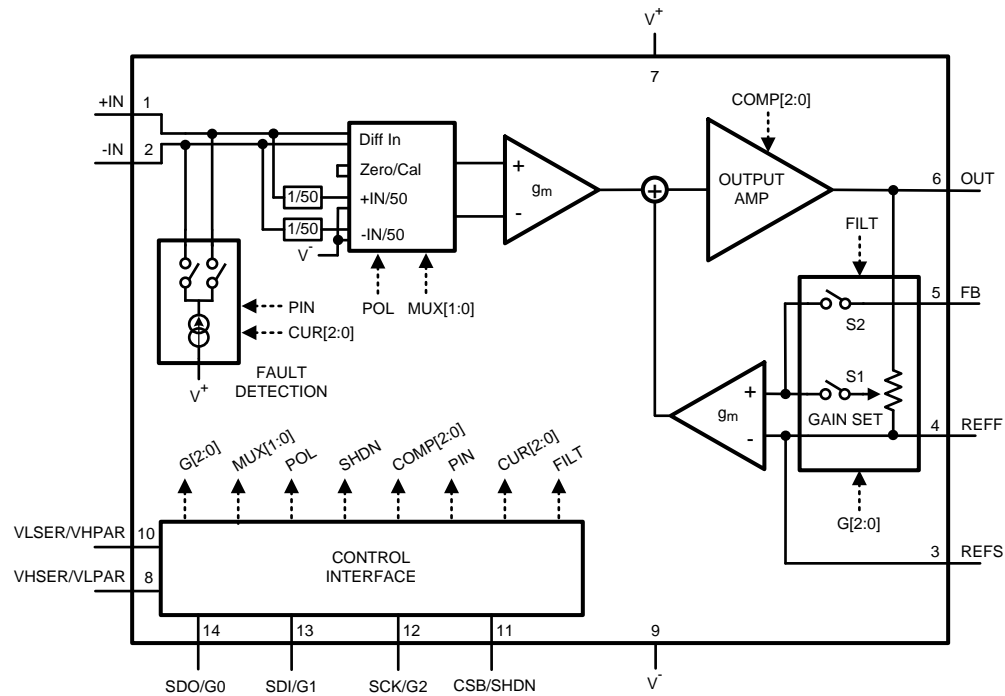 V+
7
+IN 1
-IN 2
Diff In
Zero/Cal
+IN/50
-IN/50
1/50
1/50
V-
POL MUX[1:0]
+
-
gm
+
COMP[2:0]
OUTPUT
AMP
6 OUT
FILT
5 FB
S2
S1
GAIN SET
4 REFF
G[2:0]
3 REFS
+
-
gm
PIN
CUR[2:0]
FAULT
DETECTION
V+
G[2:0]
MUX[1:0]
POL
SHDN
COMP[2:0]
PIN
CUR[2:0]
FILT
VLSER/VHPAR 10
VHSER/VLPAR 8
CONTROL
INTERFACE
14 13 12 11 9
SDO/G0 SDI/G1 SCK/G2 CSB/SHDN V-